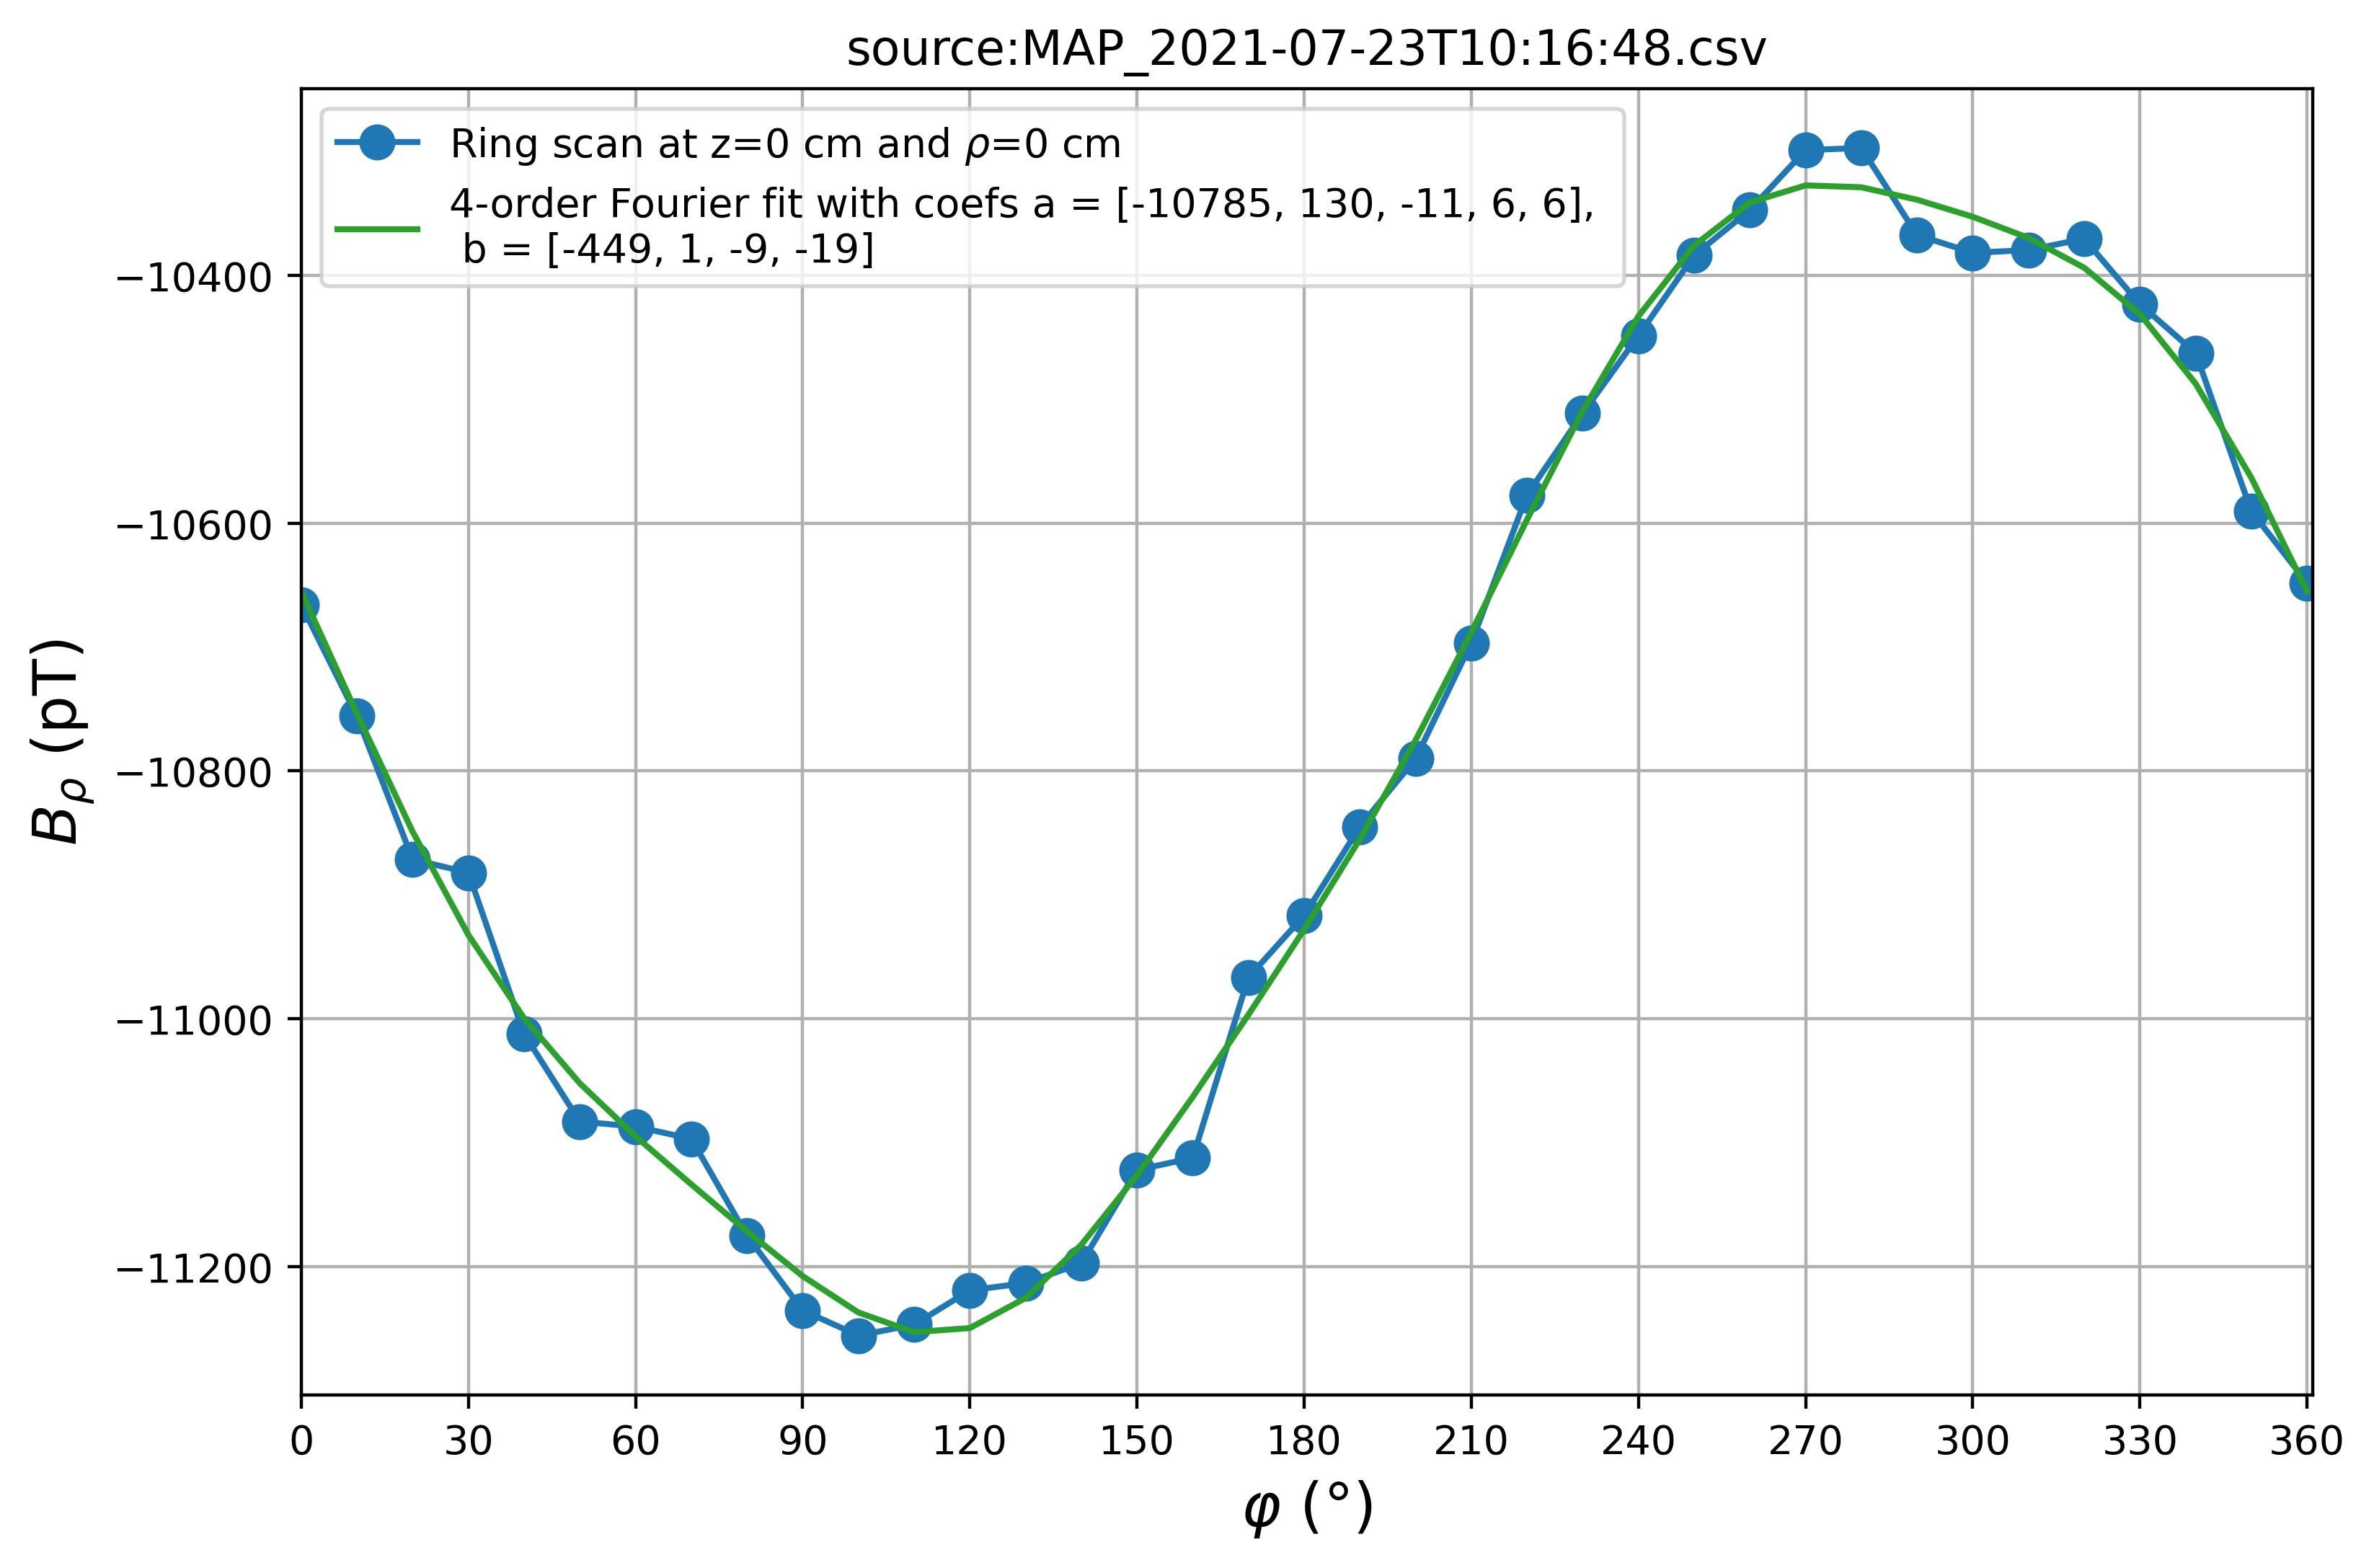 source:MAP_2021-07-23T10:16:48.csv
Ring scan at z=0 cm and ρ=0 cm
4-order Fourier fit with coefs a = [-10785, 130, -11, 6, 6],
b = [-449, 1, -9, -19]
−10400
−10600
−10800
−11000
−11200
Bρ (pT)
0 30 60 90 120 150 180 210 240 270 300 330 360
φ (°)